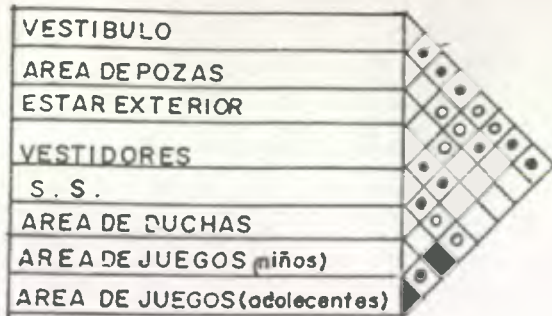 VESTIBULO
AREA DE POZAS
ESTAR EXTERIOR
VESTIDORES
S. S.
AREA DE DUCHAS
AREA DE JUEGOS (niños)
AREA DE JUEGOS (adolecentes)